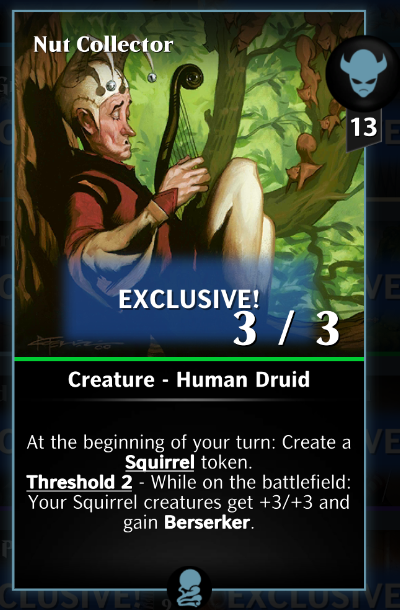 Nut Collector
13
EXCLUSIVE!
3 / 3
Creature - Human Druid
At the beginning of your turn: Create a
Squirrel token.
Threshold 2 - While on the battlefield:
Your Squirrel creatures get +3/+3 and
gain Berserker.